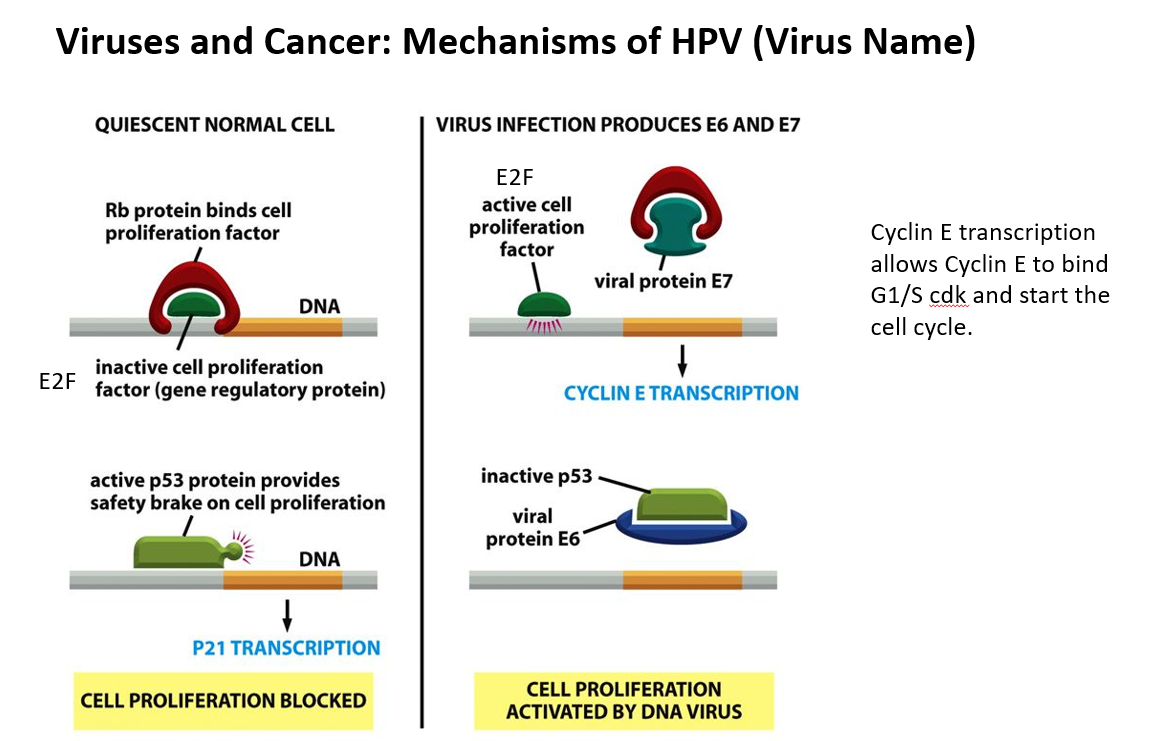 Viruses and Cancer: Mechanisms of HPV (Virus Name)
QUIESCENT NORMAL CELL
Rb protein binds cell
proliferation factor
DNA
E2F
inactive cell proliferation
factor (gene regulatory protein)
active p53 protein provides
safety brake on cell proliferation
DNA
P21 TRANSCRIPTION
CELL PROLIFERATION BLOCKED
VIRUS INFECTION PRODUCES E6 AND E7
E2F
active cell
proliferation
factor
viral protein E7
CYCLIN E TRANSCRIPTION
inactive p53
viral
protein E6
CELL PROLIFERATION
ACTIVATED BY DNA VIRUS
Cyclin E transcription
allows Cyclin E to bind
G1/S cdk and start the
cell cycle.